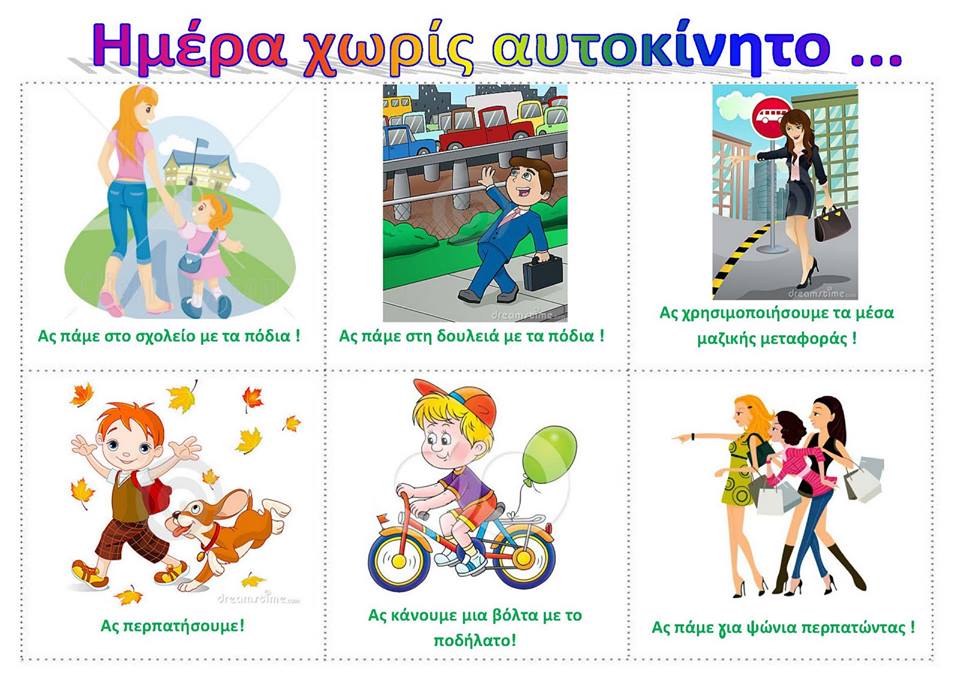 Ημέρα χωρίς αυτοκίνητο ...
Ας πάμε στο σχολείο με τα πόδια !
dreamstime.com
Ας πάμε στη δουλειά με τα πόδια !
dreamstime.com
Ας χρησιμοποιήσουμε τα μέσα
μαζικής μεταφοράς !
dreamstime.com
Ας περπατήσουμε!
Ας κάνουμε μια βόλτα με το
ποδήλατο!
Ας πάμε για ψώνια περπατώντας !